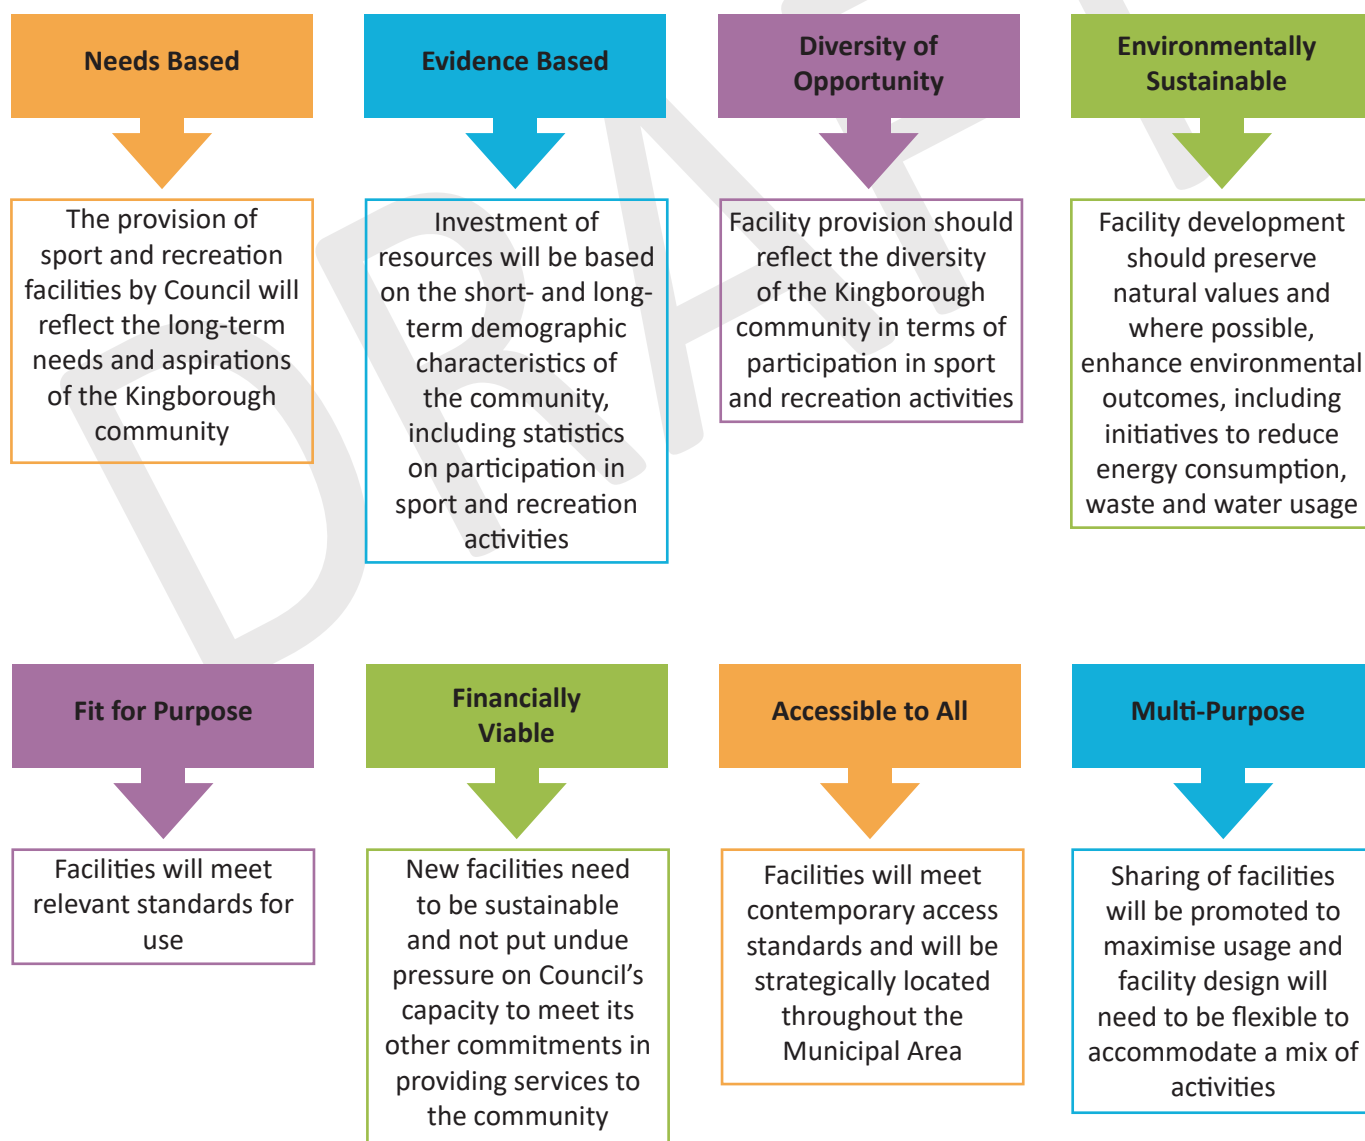 Needs Based
The provision of
sport and recreation
facilities by Council will
reflect the long-term
needs and aspirations
of the Kingborough
community
Evidence Based
Investment of
resources will be based
on the short- and long-
term demographic
characteristics of
the community,
including statistics
on participation in
sport and recreation
activities
Diversity of
Opportunity
Facility provision should
reflect the diversity
of the Kingborough
community in terms of
participation in sport
and recreation activities
Environmentally
Sustainable
Facility development
should preserve
natural values and
where possible,
enhance environmental
outcomes, including
initiatives to reduce
energy consumption,
waste and water usage
Fit for Purpose
Facilities will meet
relevant standards for
use
Financially
Viable
New facilities need
to be sustainable
and not put undue
pressure on Council’s
capacity to meet its
other commitments in
providing services to
the community
Accessible to All
Facilities will meet
contemporary access
standards and will be
strategically located
throughout the
Municipal Area
Multi-Purpose
Sharing of facilities
will be promoted to
maximise usage and
facility design will
need to be flexible to
accommodate a mix of
activities
DRAFT